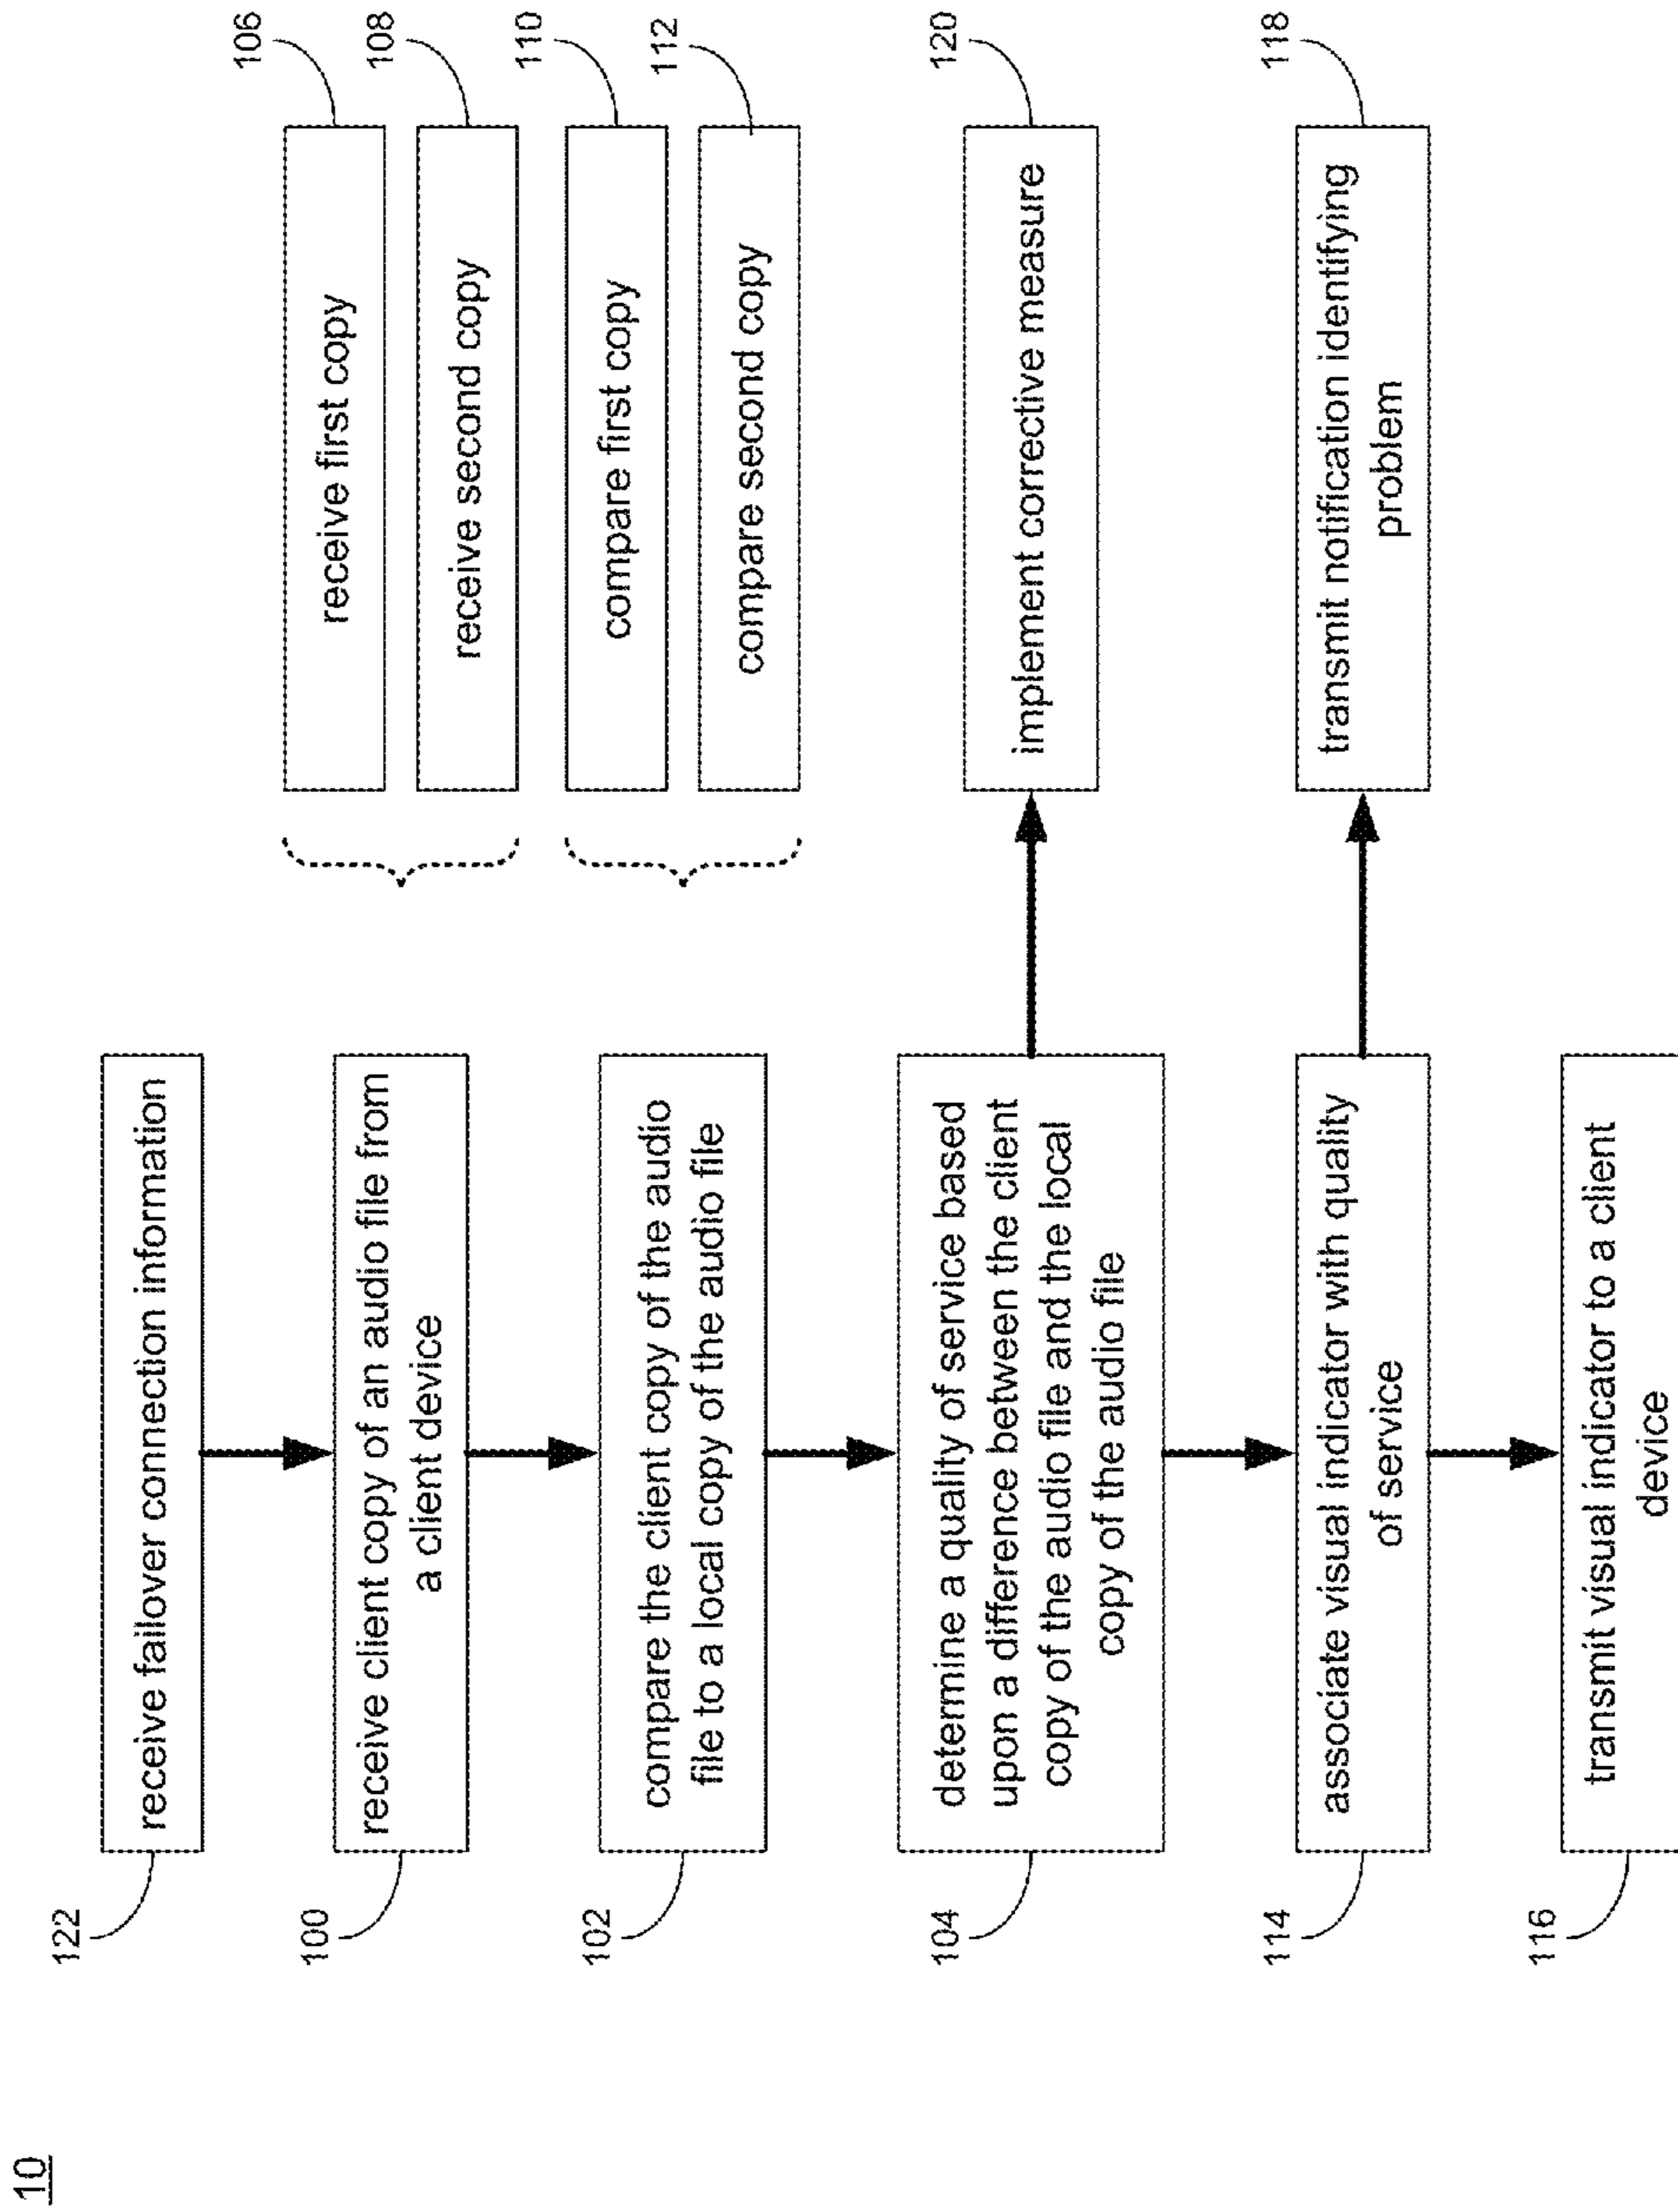 10
122
receive failover connection information
100
receive client copy of an audio file from
a client device
102
compare the client copy of the audio
file to a local copy of the audio file
104
determine a quality of service based
upon a difference between the client
copy of the audio file and the local
copy of the audio file
114
associate visual indicator with quality
of service
116
transmit visual indicator to a client
device
receive first copy
106
receive second copy
108
compare first copy
110
compare second copy
112
implement corrective measure
120
transmit notification identifying
problem
118